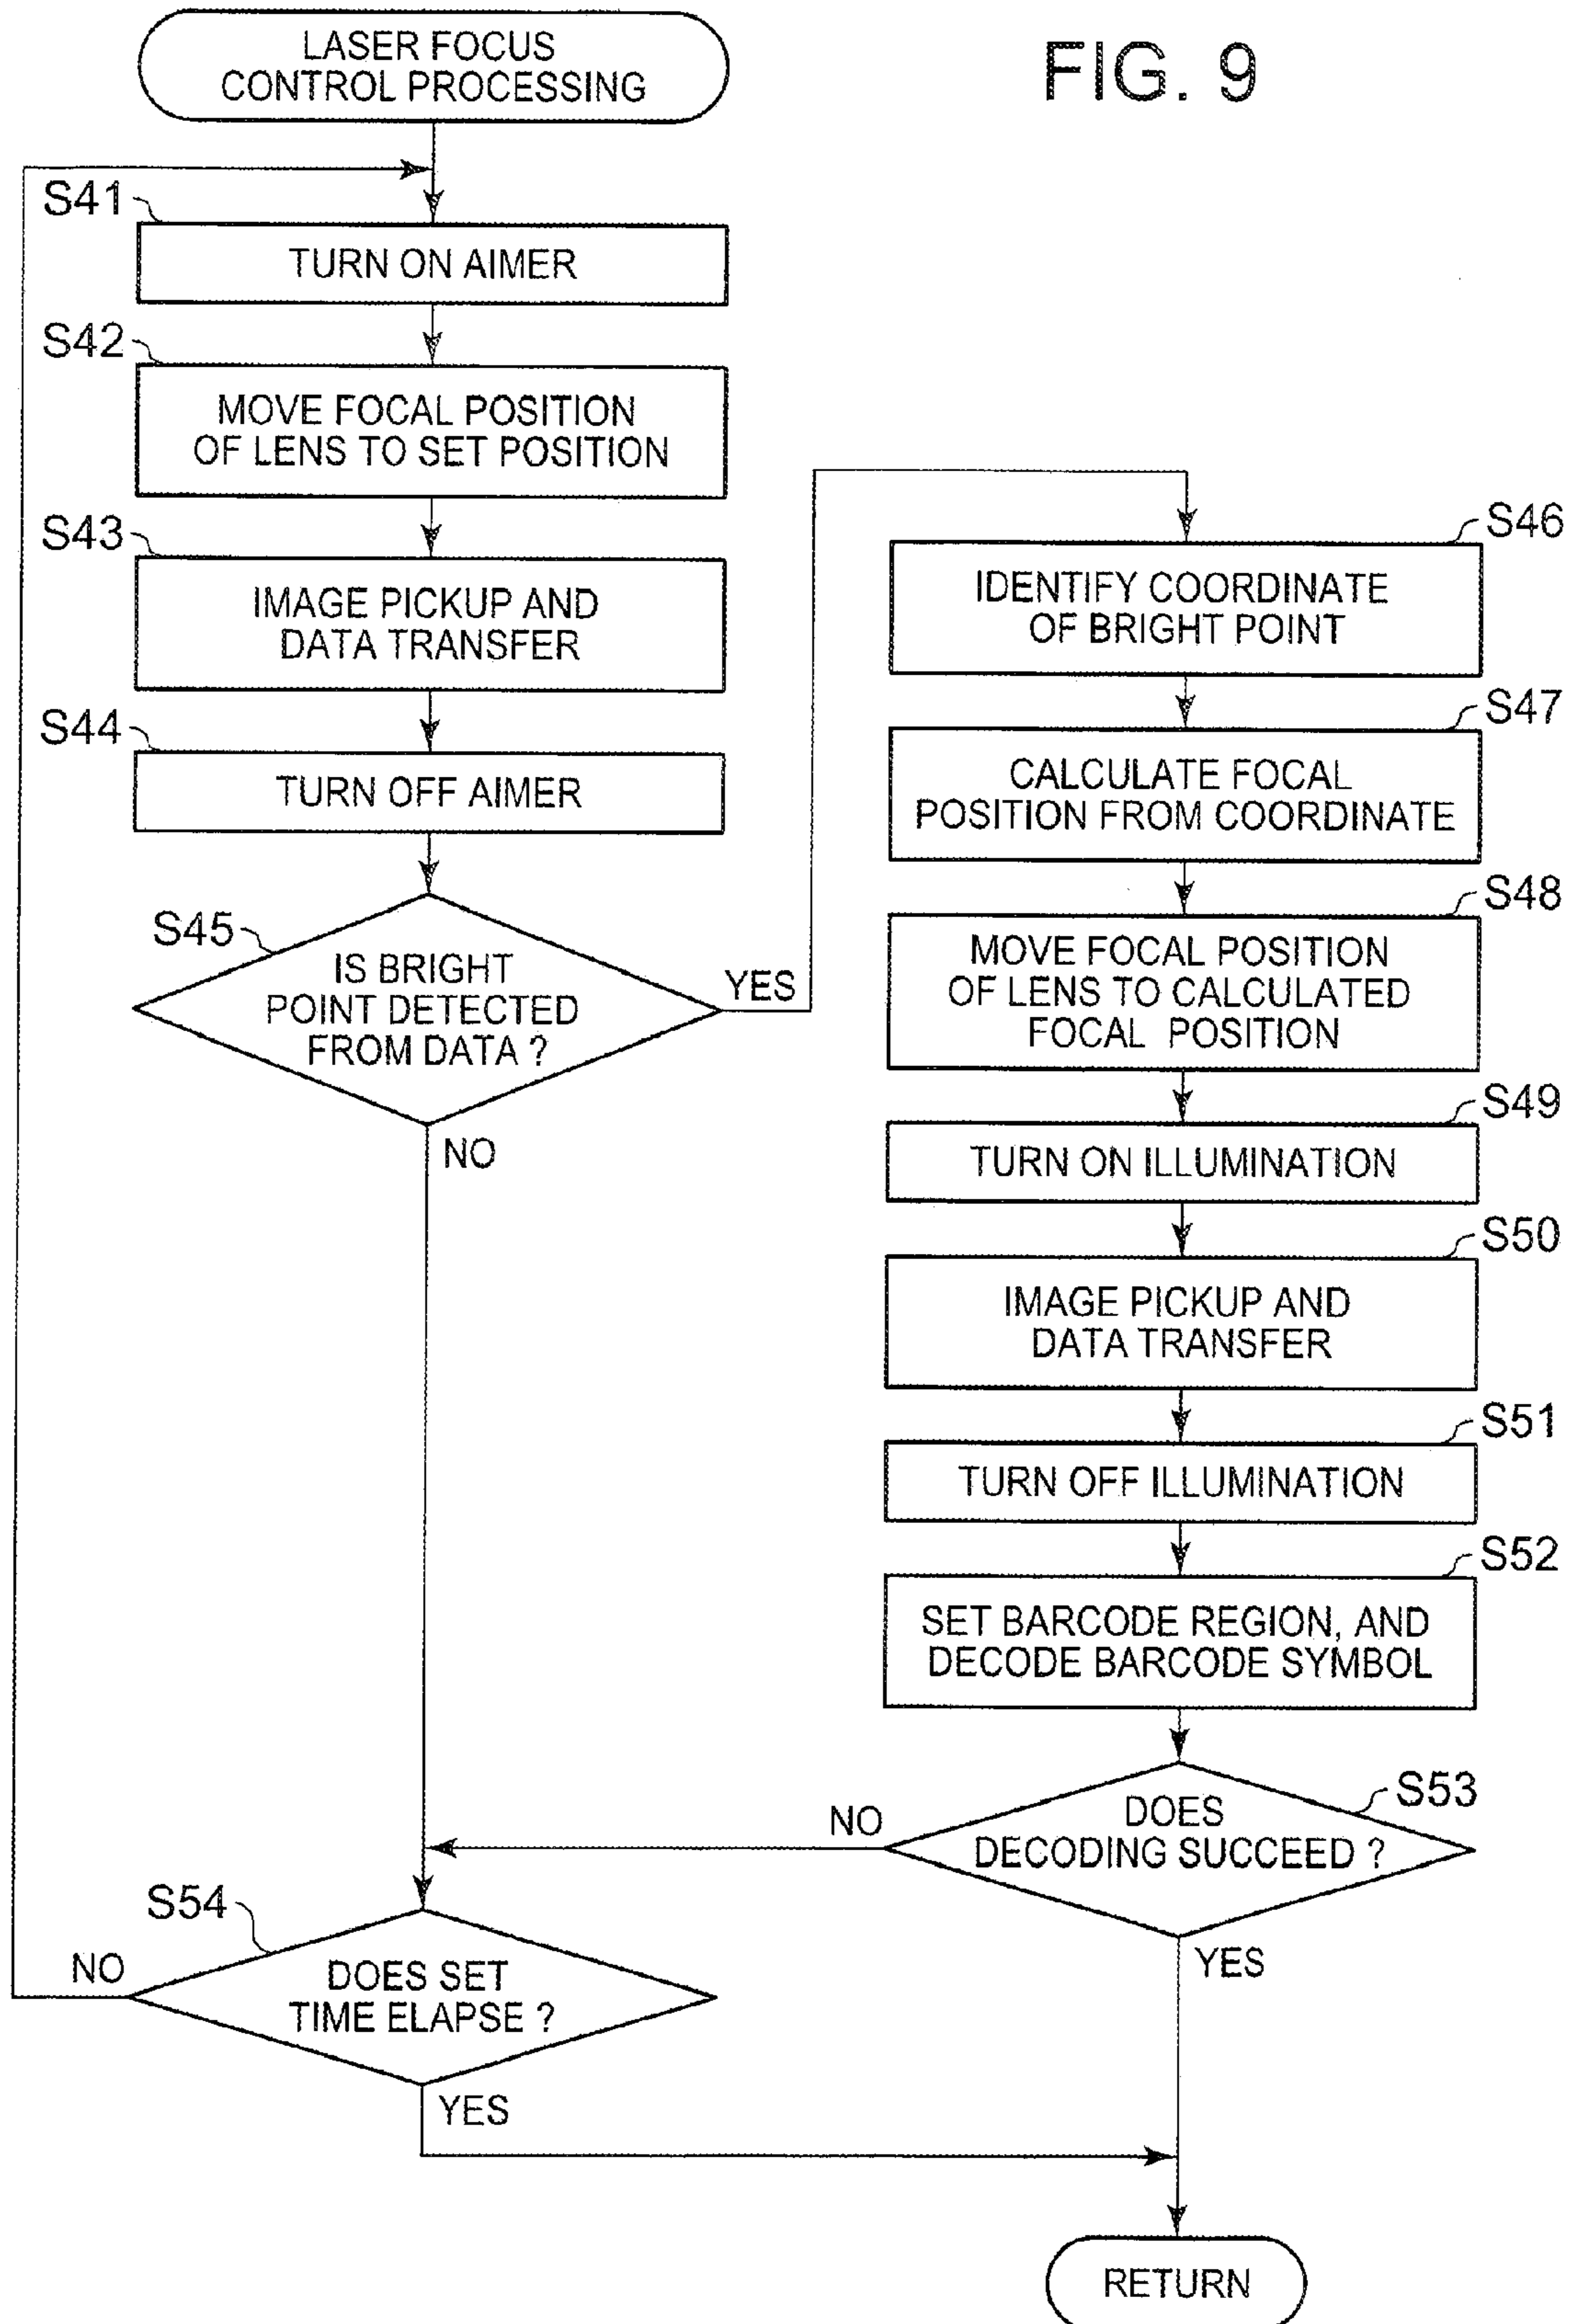 FIG. 9
LASER FOCUS
CONTROL PROCESSING
S41
TURN ON AIMER
S42
MOVE FOCAL POSITION
OF LENS TO SET POSITION
S43
IMAGE PICKUP AND
DATA TRANSFER
S44
TURN OFF AIMER
S45
IS BRIGHT
POINT DETECTED
FROM DATA ?
YES
NO
S46
IDENTIFY COORDINATE
OF BRIGHT POINT
S47
CALCULATE FOCAL
POSITION FROM COORDINATE
S48
MOVE FOCAL POSITION
OF LENS TO CALCULATED
FOCAL POSITION
S49
TURN ON ILLUMINATION
S50
IMAGE PICKUP AND
DATA TRANSFER
S51
TURN OFF ILLUMINATION
S52
SET BARCODE REGION, AND
DECODE BARCODE SYMBOL
S53
DOES
DECODING SUCCEED ?
NO
YES
S54
DOES SET
TIME ELAPSE ?
NO
YES
RETURN